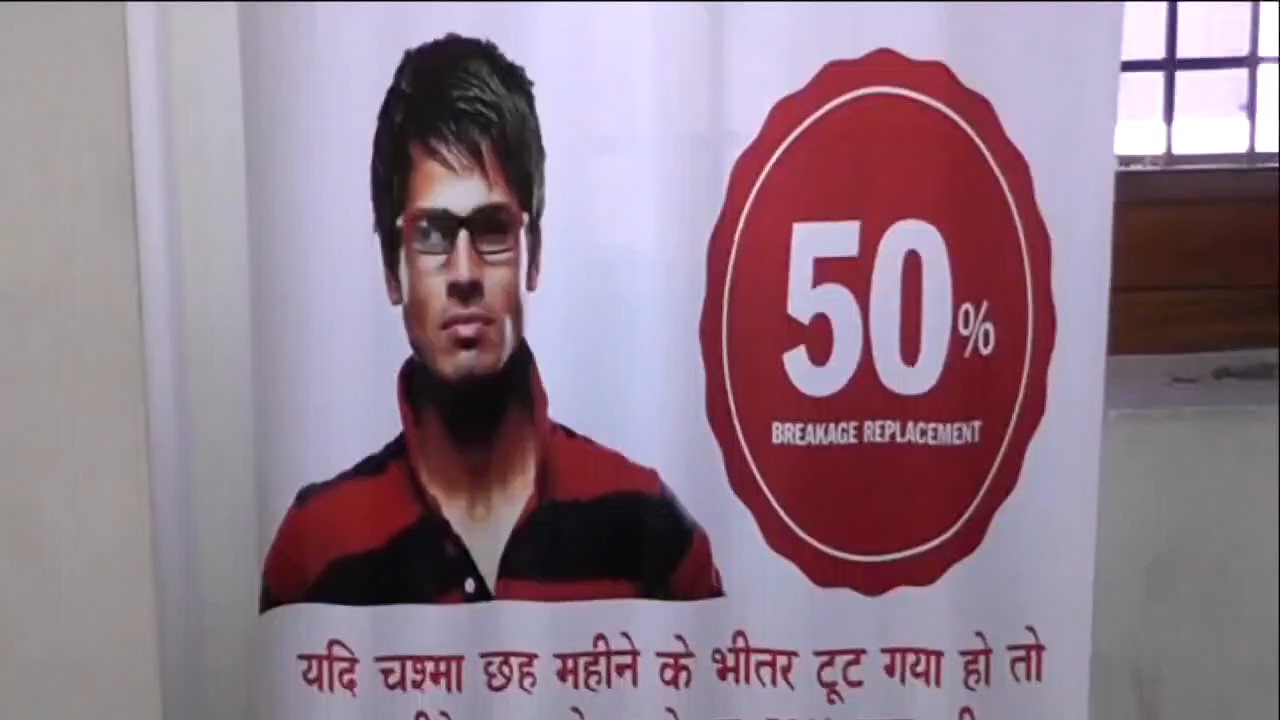 50%
BREAKAGE REPLACEMENT
यदि चश्मा छह महीने के भीतर टूट गया हो तो